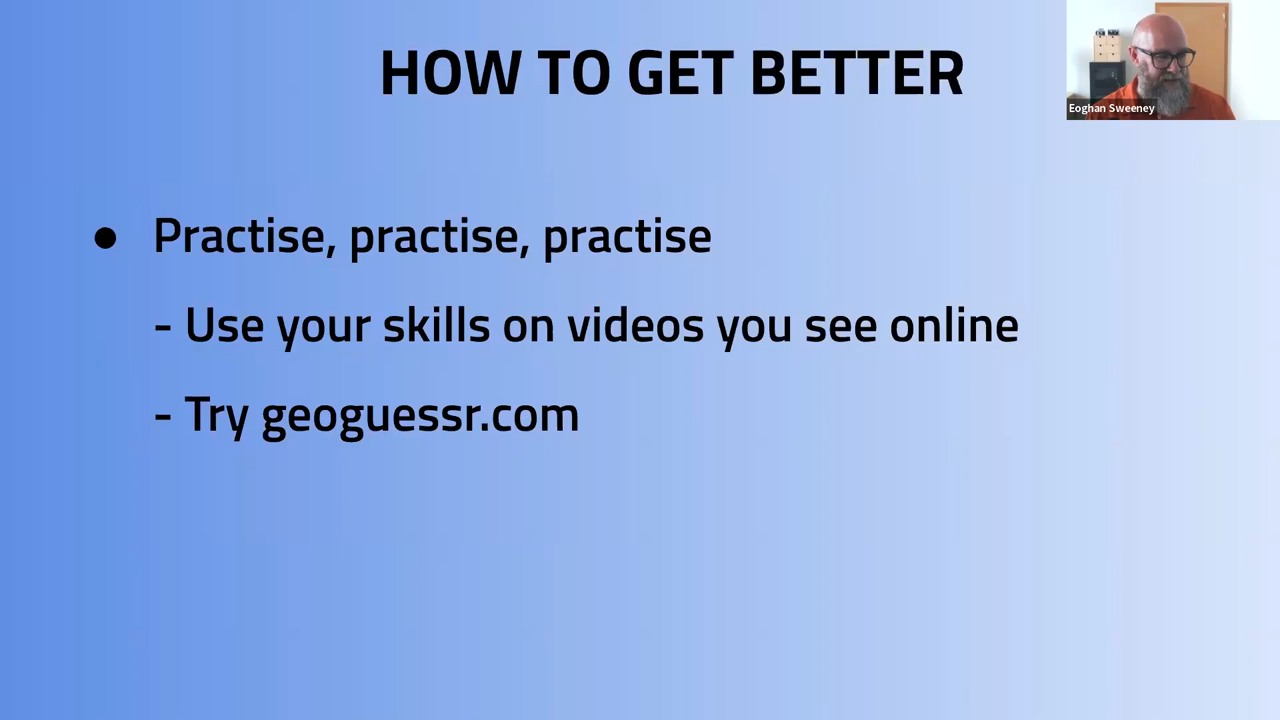 HOW TO GET BETTER
Eoghan Sweeney
● Practise, practise, practise
- Use your skills on videos you see online
- Try geoguessr.com